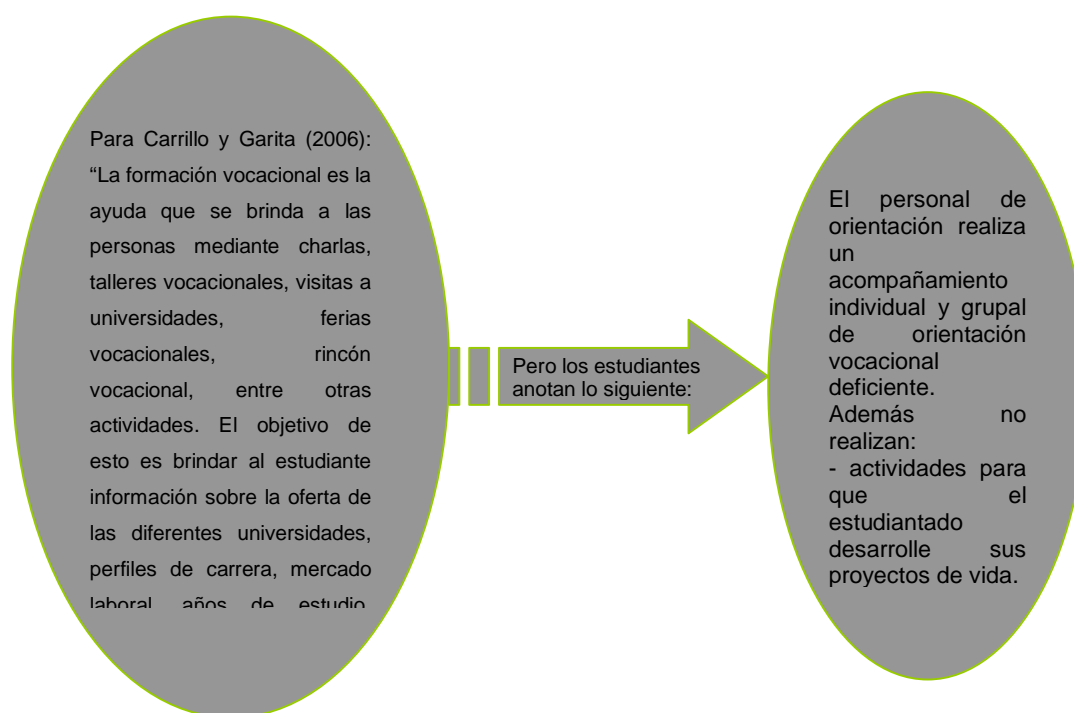 Para Carrillo y Garita (2006):
“La formación vocacional es la
ayuda que se brinda a las
personas mediante charlas,
talleres vocacionales, visitas a
universidades, ferias
vocacionales, rincón
vocacional, entre otras
actividades. El objetivo de
esto es brindar al estudiante
información sobre la oferta de
las diferentes universidades,
perfiles de carrera, mercado
laboral, años de estudio,
Pero los estudiantes
anotan lo siguiente:
El personal de
orientación realiza
un
acompañamiento
individual y grupal
de orientación
vocacional
deficiente.
Además no
realizan:
- actividades para
que el
estudiantado
desarrolle sus
proyectos de vida.